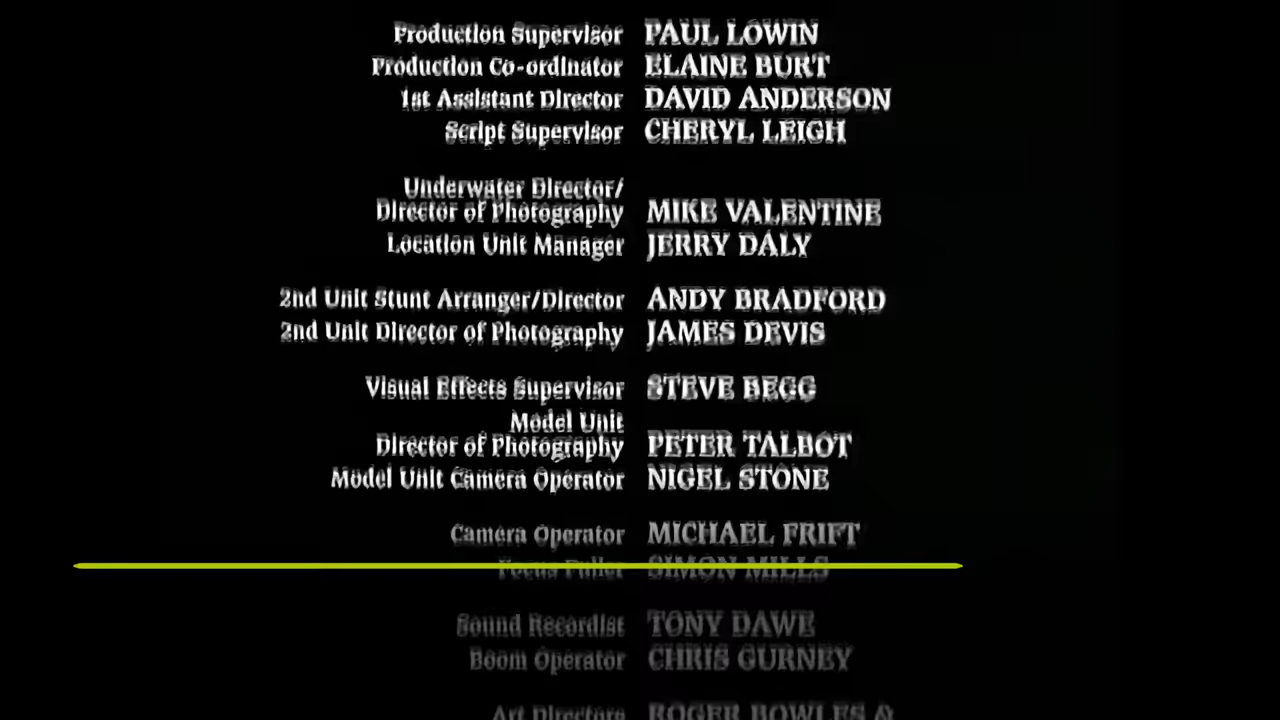 Production Supervisor PAUL LOWIN
Production Co-ordinator ELAINE BURT
1st Assistant Director DAVID ANDERSON
Script Supervisor CHERYL LEIGH
Underwater Director/
Director of Photography MIKE VALENTINE
Location Unit Manager JERRY DALY
2nd Unit Stunt Arranger/Director ANDY BRADFORD
2nd Unit Director of Photography JAMES DEVIS
Visual Effects Supervisor STEVE BEGG
Model Unit
Director of Photography PETER TALBOT
Model Unit Camera Operator NIGEL STONE
Camera Operator MICHAEL FRIFT
Focus Puller SIMON MILLS
Sound Recordist TONY DAWE
Boom Operator CHRIS GURNEY
Art Directors ROGER BOWLES &